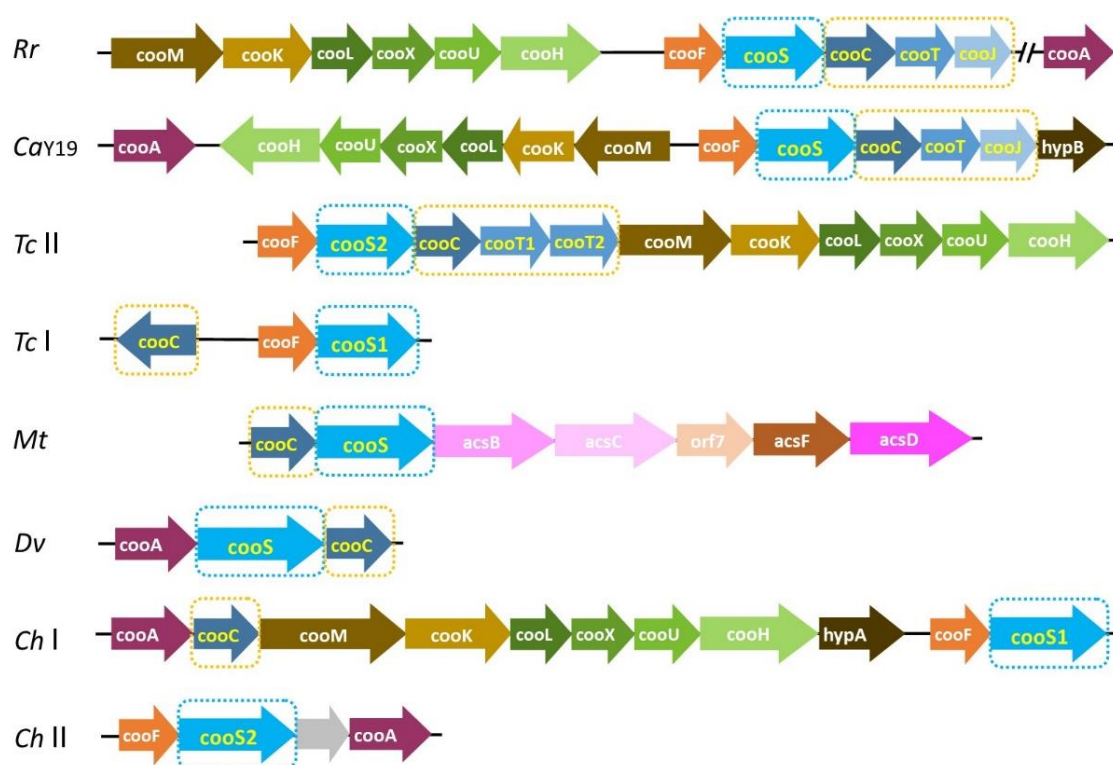 Rr cooM cooK cooL cooX cooU cooH cooF cooS cooC cooT cooJ // cooA
CaY19 cooA cooH cooU cooX cooL cooK cooM cooF cooS cooC cooT cooJ hypB
Tc II cooF cooS2 cooC cooT1 cooT2 cooM cooK cooL cooX cooU cooH
Tc I cooC cooF cooS1
Mt cooC cooS acsB acsC orf7 acsF acsD
Dv cooA cooS cooC
Ch I cooA cooC cooM cooK cooL cooX cooU cooH hypA cooF cooS1
Ch II cooF cooS2 cooA